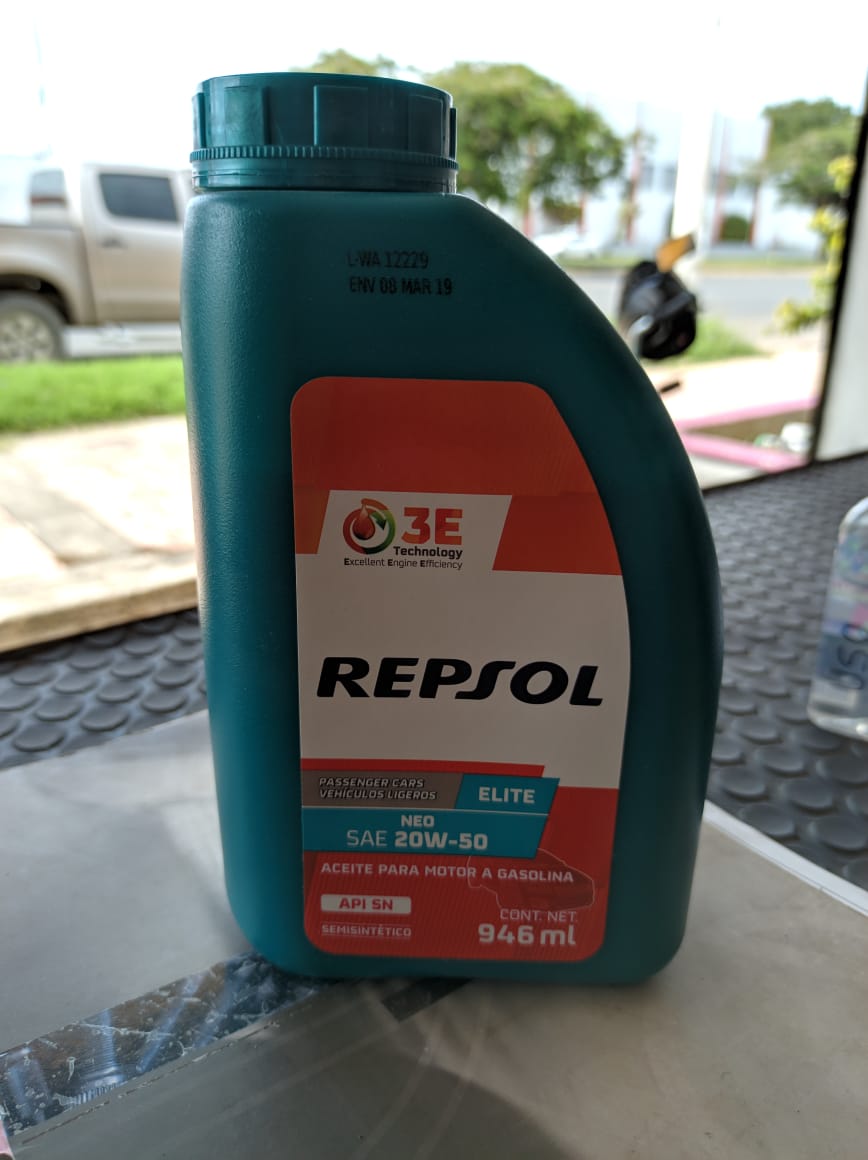 L-WA 12229
ENV 08 MAR 19
3E
Technology
Excellent Engine Efficiency
REPSOL
PASSENGER CARS
VEHÍCULOS LIGEROS
ELITE
NEO
SAE 20W-50
ACEITE PARA MOTOR A GASOLINA
API SN
SEMISINTÉTICO
CONT. NET.
946 ml